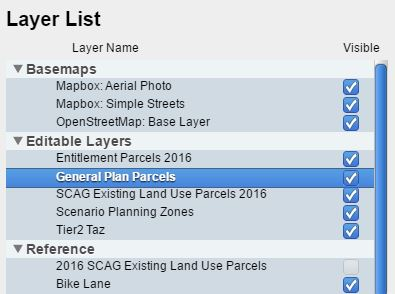 Layer List
Layer Name Visible
Basemaps
Mapbox: Aerial Photo
Mapbox: Simple Streets
OpenStreetMap: Base Layer
Editable Layers
Entitlement Parcels 2016
General Plan Parcels
SCAG Existing Land Use Parcels 2016
Scenario Planning Zones
Tier2 Taz
Reference
2016 SCAG Existing Land Use Parcels
Bike Lane